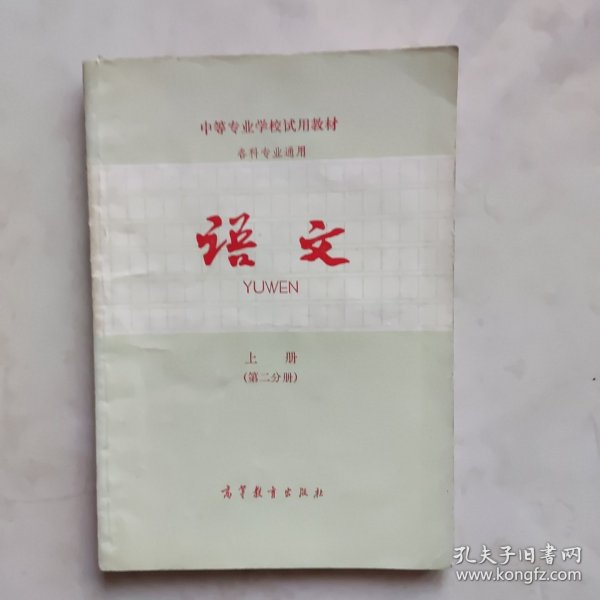 中等专业学校试用教材
各科专业通用
语文
YUWEN
上 册
(第二分册)
高等教育出版社
孔夫子旧书网
www.kongfz.com